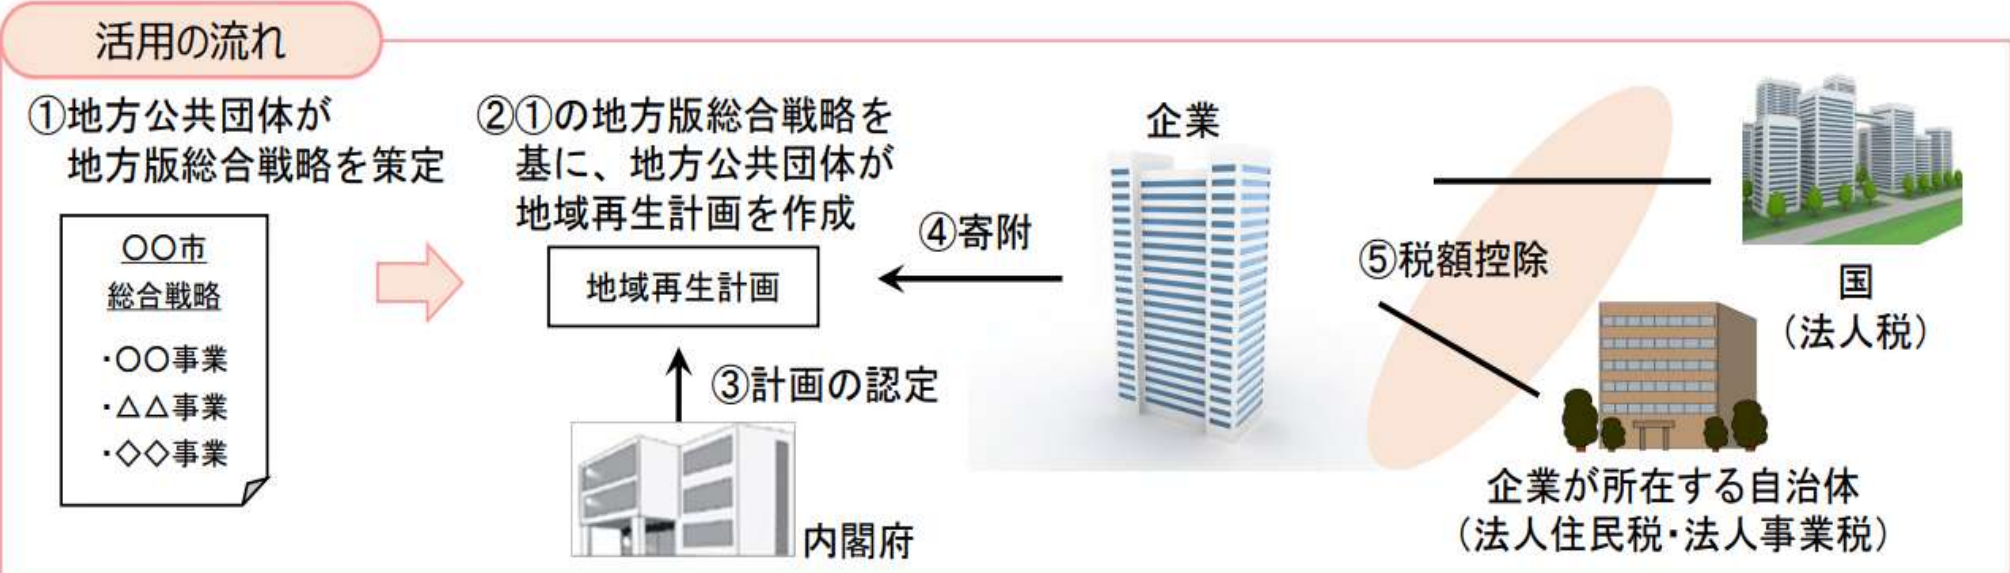 活用の流れ
①地方公共団体が
地方版総合戦略を策定
〇〇市
総合戦略
・〇〇事業
・△△事業
・◇◇事業
②①の地方版総合戦略を
基に、地方公共団体が
地域再生計画を作成
地域再生計画
③計画の認定
内閣府
④寄附
企業
⑤税額控除
国
（法人税）
企業が所在する自治体
（法人住民税・法人事業税）